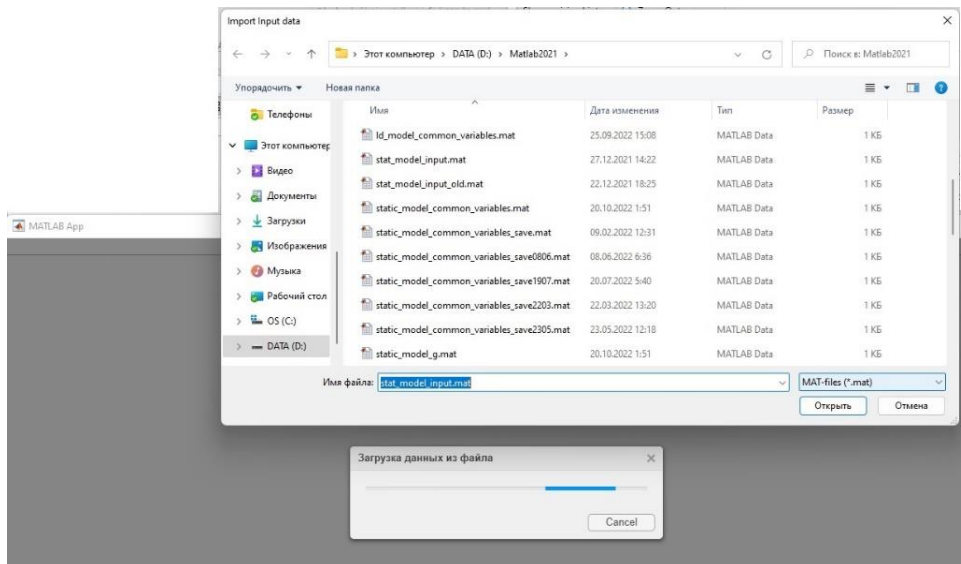 Import Input data
Этот компьютер > DATA (D:) > Matlab2021 >
Поиск в: Matlab2021
Упорядочить
Новая папка
Имя Дата изменения Тип Размер
Телефоны
Этот компьютер
Видео
Документы
Загрузки
Изображения
Музыка
Рабочий стол
OS (C:)
DATA (D:)
ld_model_common_variables.mat 25.09.2022 15:08 MATLAB Data 1 КБ
stat_model_input.mat 27.12.2021 14:22 MATLAB Data 1 КБ
stat_model_input_old.mat 22.12.2021 18:25 MATLAB Data 1 КБ
static_model_common_variables.mat 20.10.2022 1:51 MATLAB Data 1 КБ
static_model_common_variables_save.mat 09.02.2022 12:31 MATLAB Data 1 КБ
static_model_common_variables_save0806.mat 08.06.2022 6:36 MATLAB Data 1 КБ
static_model_common_variables_save1907.mat 20.07.2022 5:40 MATLAB Data 1 КБ
static_model_common_variables_save2203.mat 22.03.2022 13:20 MATLAB Data 1 КБ
static_model_common_variables_save2305.mat 23.05.2022 12:18 MATLAB Data 1 КБ
static_model_g.mat 20.10.2022 1:51 MATLAB Data 1 КБ
Имя файла: stat_model_input.mat MAT-files (*.mat)
Открыть Отмена
MATLAB App
Загрузка данных из файла
Cancel